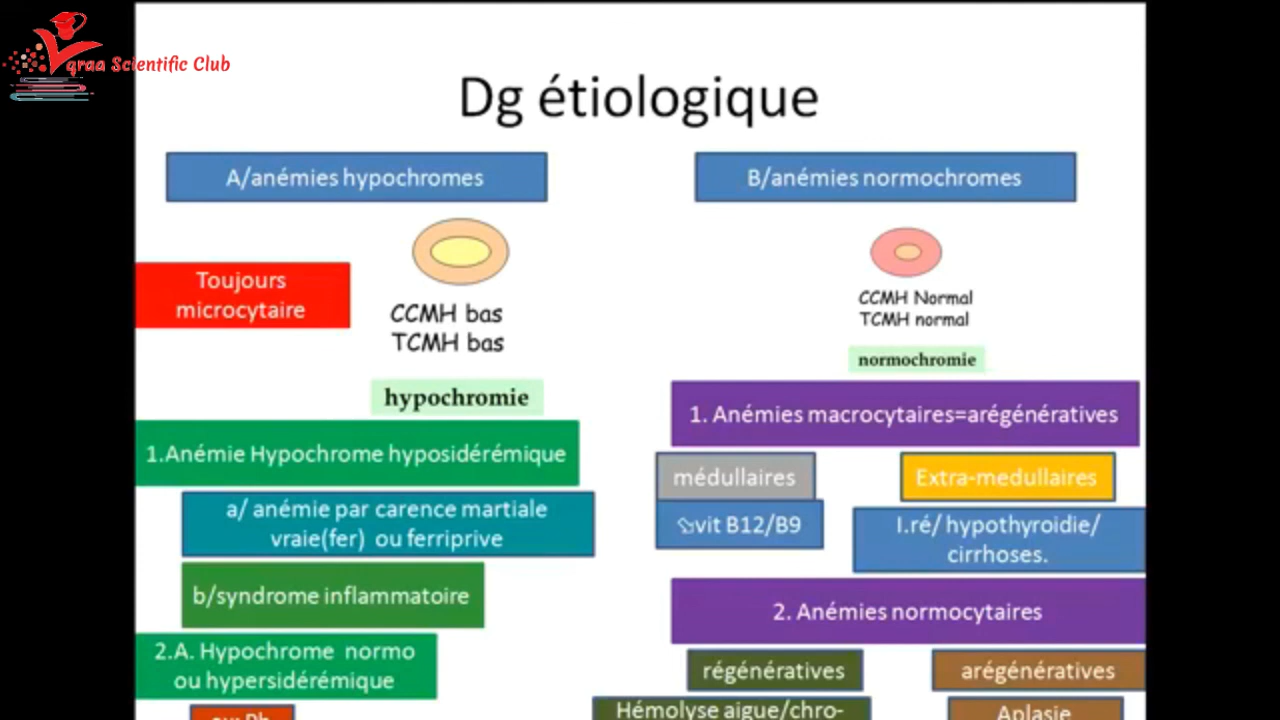 qraa Scientific Club
Dg étiologique
A/anémies hypochromes
Toujours
microcytaire
CCMH bas
TCMH bas
hypochromie
1.Anémie Hypochrome hyposidérémique
a/ anémie par carence martiale
vraie(fer) ou ferriprive
b/syndrome inflammatoire
2.A. Hypochrome normo
ou hypersidérémique
B/anémies normochromes
CCMH Normal
TCMH normal
normochromie
1. Anémies macrocytaires=arégénératives
médullaires
vit B12/B9
Extra-medullaires
I.ré/ hypothyroidie/
cirrhoses.
2. Anémies normocytaires
régénératives
Hémolyse aigue/chro-
arégénératives
Aplasie